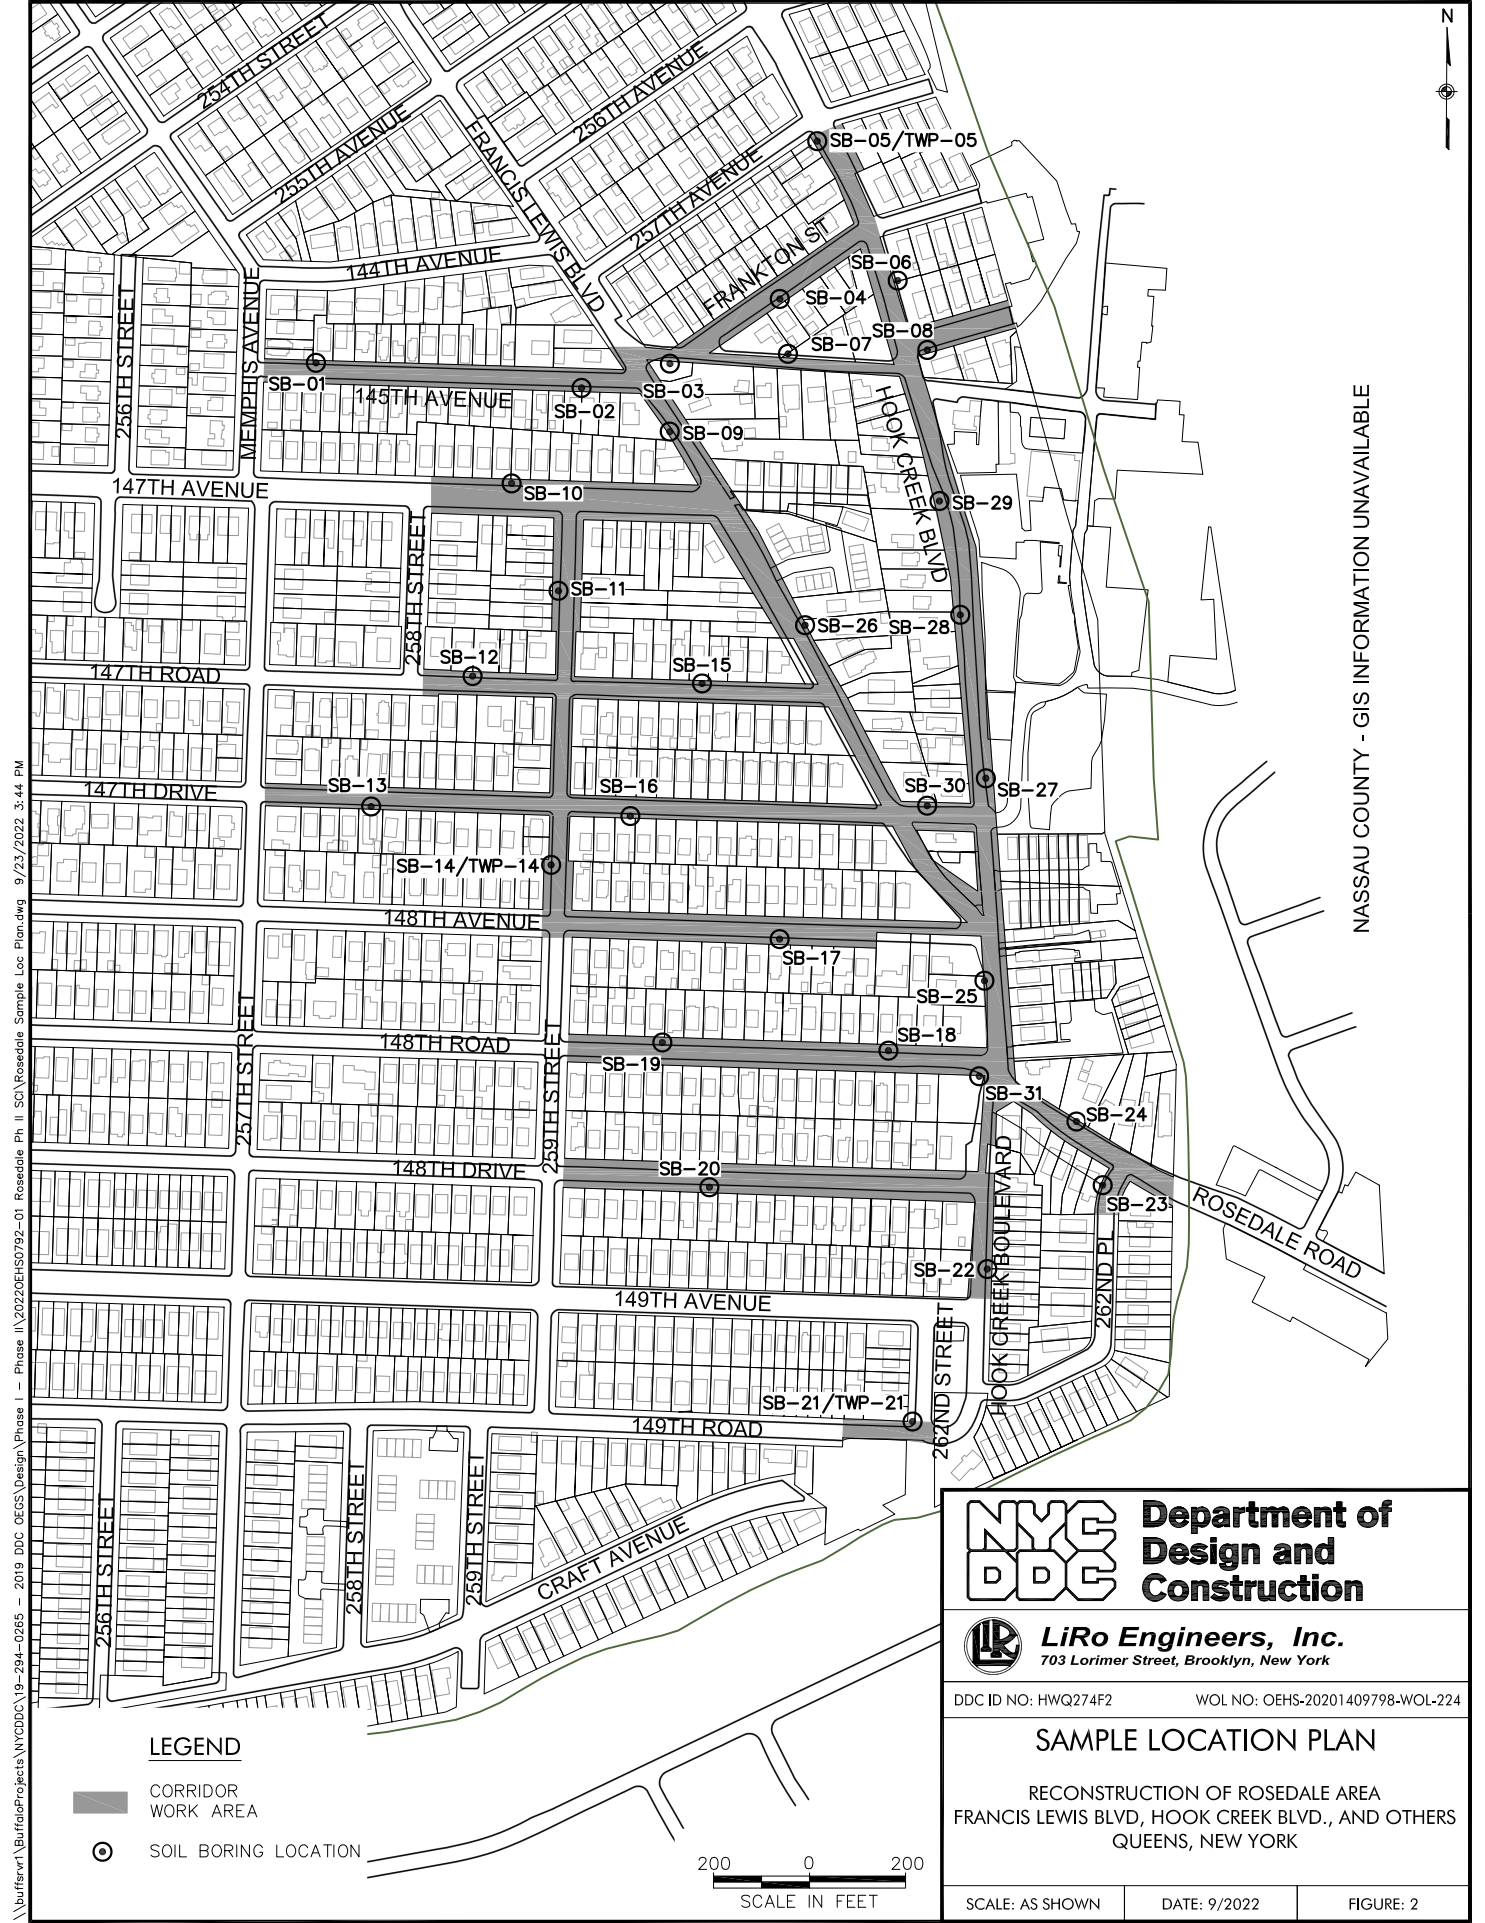 N
254TH STREET
255TH AVENUE
FRANCIS LEWIS BLVD
256TH AVENUE
257TH AVENUE
SB-05/TWP-05
144TH AVENUE
FRANKTON ST
SB-06
SB-04
SB-08
SB-07
256TH STREET
MEMPHIS AVENUE
SB-01
145TH AVENUE
SB-02
SB-03
SB-09
HOOK CREEK BLVD
NASSAU COUNTY - GIS INFORMATION UNAVAILABLE
147TH AVENUE
SB-10
SB-29
258TH STREET
SB-11
SB-26
SB-28
SB-12
SB-15
147TH ROAD
SB-13
SB-16
SB-30
SB-27
147TH DRIVE
SB-14/TWP-14
148TH AVENUE
SB-17
SB-25
257TH STREET
259TH STREET
148TH ROAD
SB-18
SB-19
SB-31
SB-24
148TH DRIVE
SB-20
SB-23
ROSEDALE ROAD
HOOK CREEK BOULEVARD
262ND PL
SB-22
149TH AVENUE
262ND STREET
SB-21/TWP-21
149TH ROAD
256TH STREET
258TH STREET
259TH STREET
CRAFT AVENUE
\\buffsrvr1\BuffaloProjects\NYCDDC\19-294-0265 - 2019 DDC OEGS\Design\Phase I - Phase II\2022OEHS0792-01 Rosedale Ph II SCI\Rosedale Sample Loc Plan.dwg 9/23/2022 3:44 PM
LEGEND
CORRIDOR
WORK AREA
SOIL BORING LOCATION
200 0 200
SCALE IN FEET
NYC
DDC
Department of
Design and
Construction
LiRo Engineers, Inc.
703 Lorimer Street, Brooklyn, New York
DDC ID NO: HWQ274F2 WOL NO: OEHS-20201409798-WOL-224
SAMPLE LOCATION PLAN
RECONSTRUCTION OF ROSEDALE AREA
FRANCIS LEWIS BLVD, HOOK CREEK BLVD., AND OTHERS
QUEENS, NEW YORK
SCALE: AS SHOWN DATE: 9/2022 FIGURE: 2